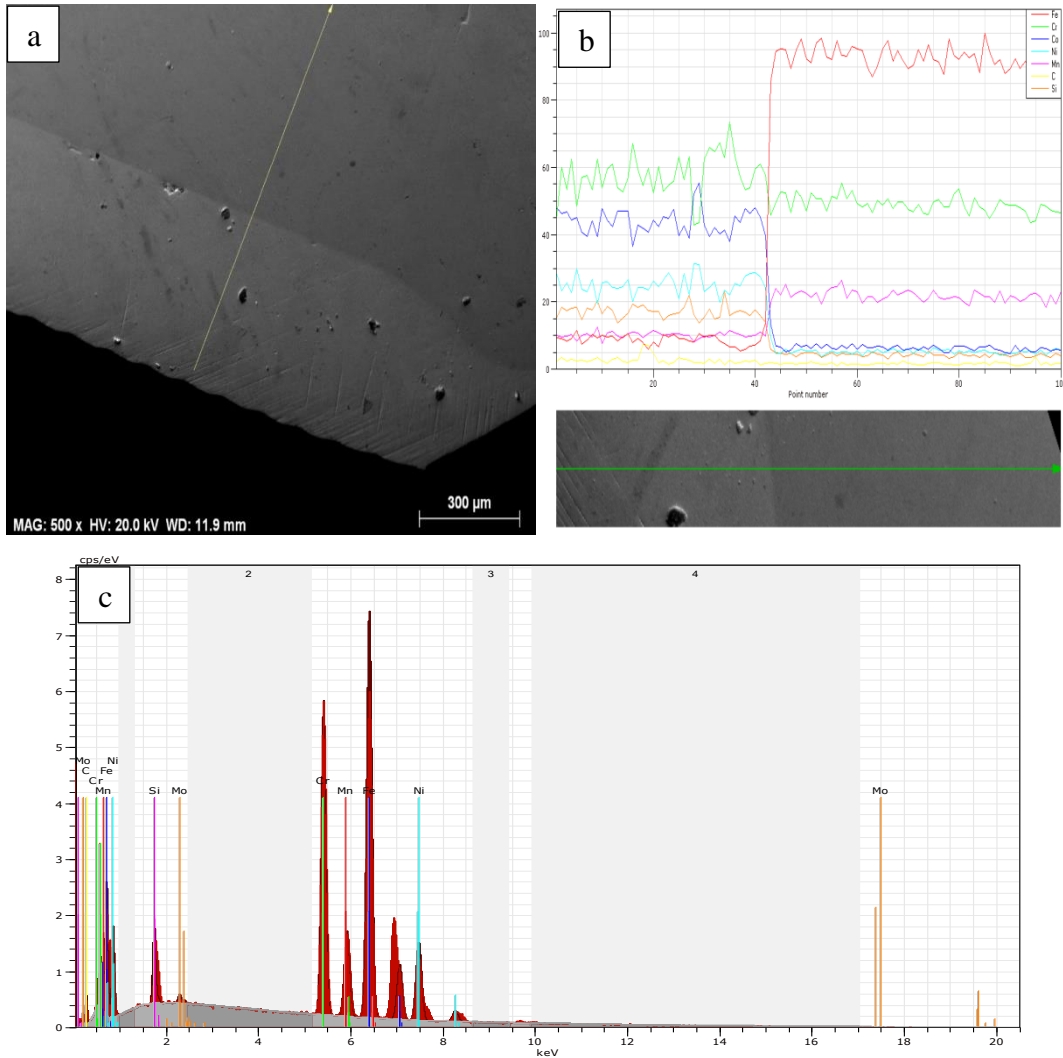 a
300 µm
MAG: 500 x HV: 20.0 kV WD: 11.9 mm
b
100
80
60
40
20
0
20
40
60
80
10
Point number
Fe
Cr
Co
Ni
Mn
C
Si
c
cps/eV
2
3
4
8
7
6
5
4
3
2
1
0
Mo
Ni
C
Fe
Cr
Mn
Si
Mo
Cr
Mn
Fe
Ni
Mo
2
4
6
8
10
12
14
16
18
20
keV